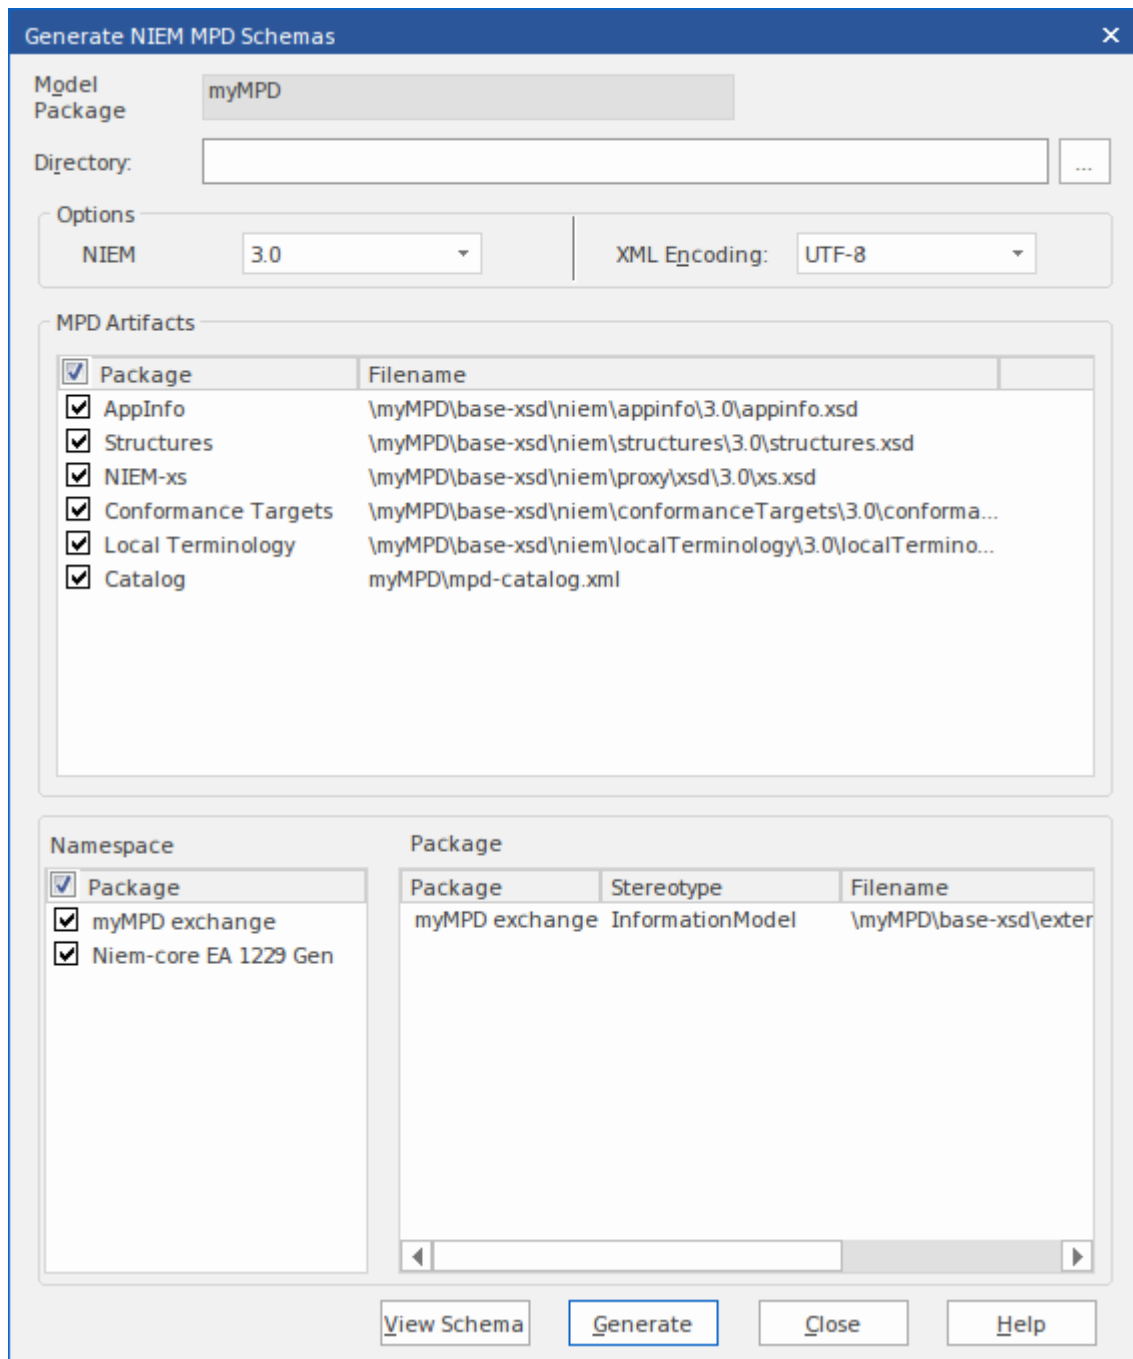 Generate NIEM MPD Schemas
Model Package
myMPD
Directory:
...
Options
NIEM
3.0
XML Encoding:
UTF-8
MPD Artifacts
Package Filename
AppInfo \myMPD\base-xsd\niem\appinfo\3.0\appinfo.xsd
Structures \myMPD\base-xsd\niem\structures\3.0\structures.xsd
NIEM-xs \myMPD\base-xsd\niem\proxy\xsd\3.0\xs.xsd
Conformance Targets \myMPD\base-xsd\niem\conformanceTargets\3.0\conforma...
Local Terminology \myMPD\base-xsd\niem\localTerminology\3.0\localTermino...
Catalog myMPD\mpd-catalog.xml
Namespace
Package
myMPD exchange
Niem-core EA 1229 Gen
Package
Package Stereotype Filename
myMPD exchange InformationModel \myMPD\base-xsd\exter
View Schema
Generate
Close
Help